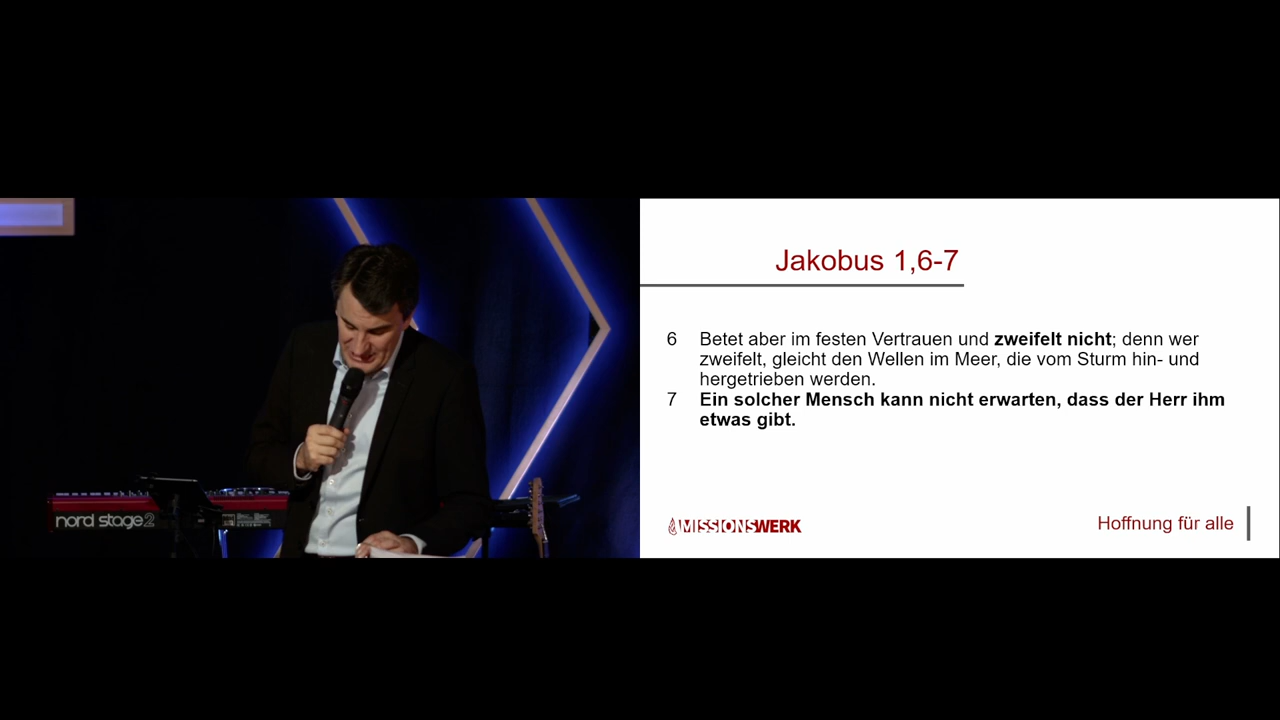 Jakobus 1,6-7
6 Betet aber im festen Vertrauen und zweifelt nicht; denn wer
zweifelt, gleicht den Wellen im Meer, die vom Sturm hin- und
hergetrieben werden.
7 Ein solcher Mensch kann nicht erwarten, dass der Herr ihm
etwas gibt.
MISSIONSWERK
Hoffnung für alle
nord stage 2